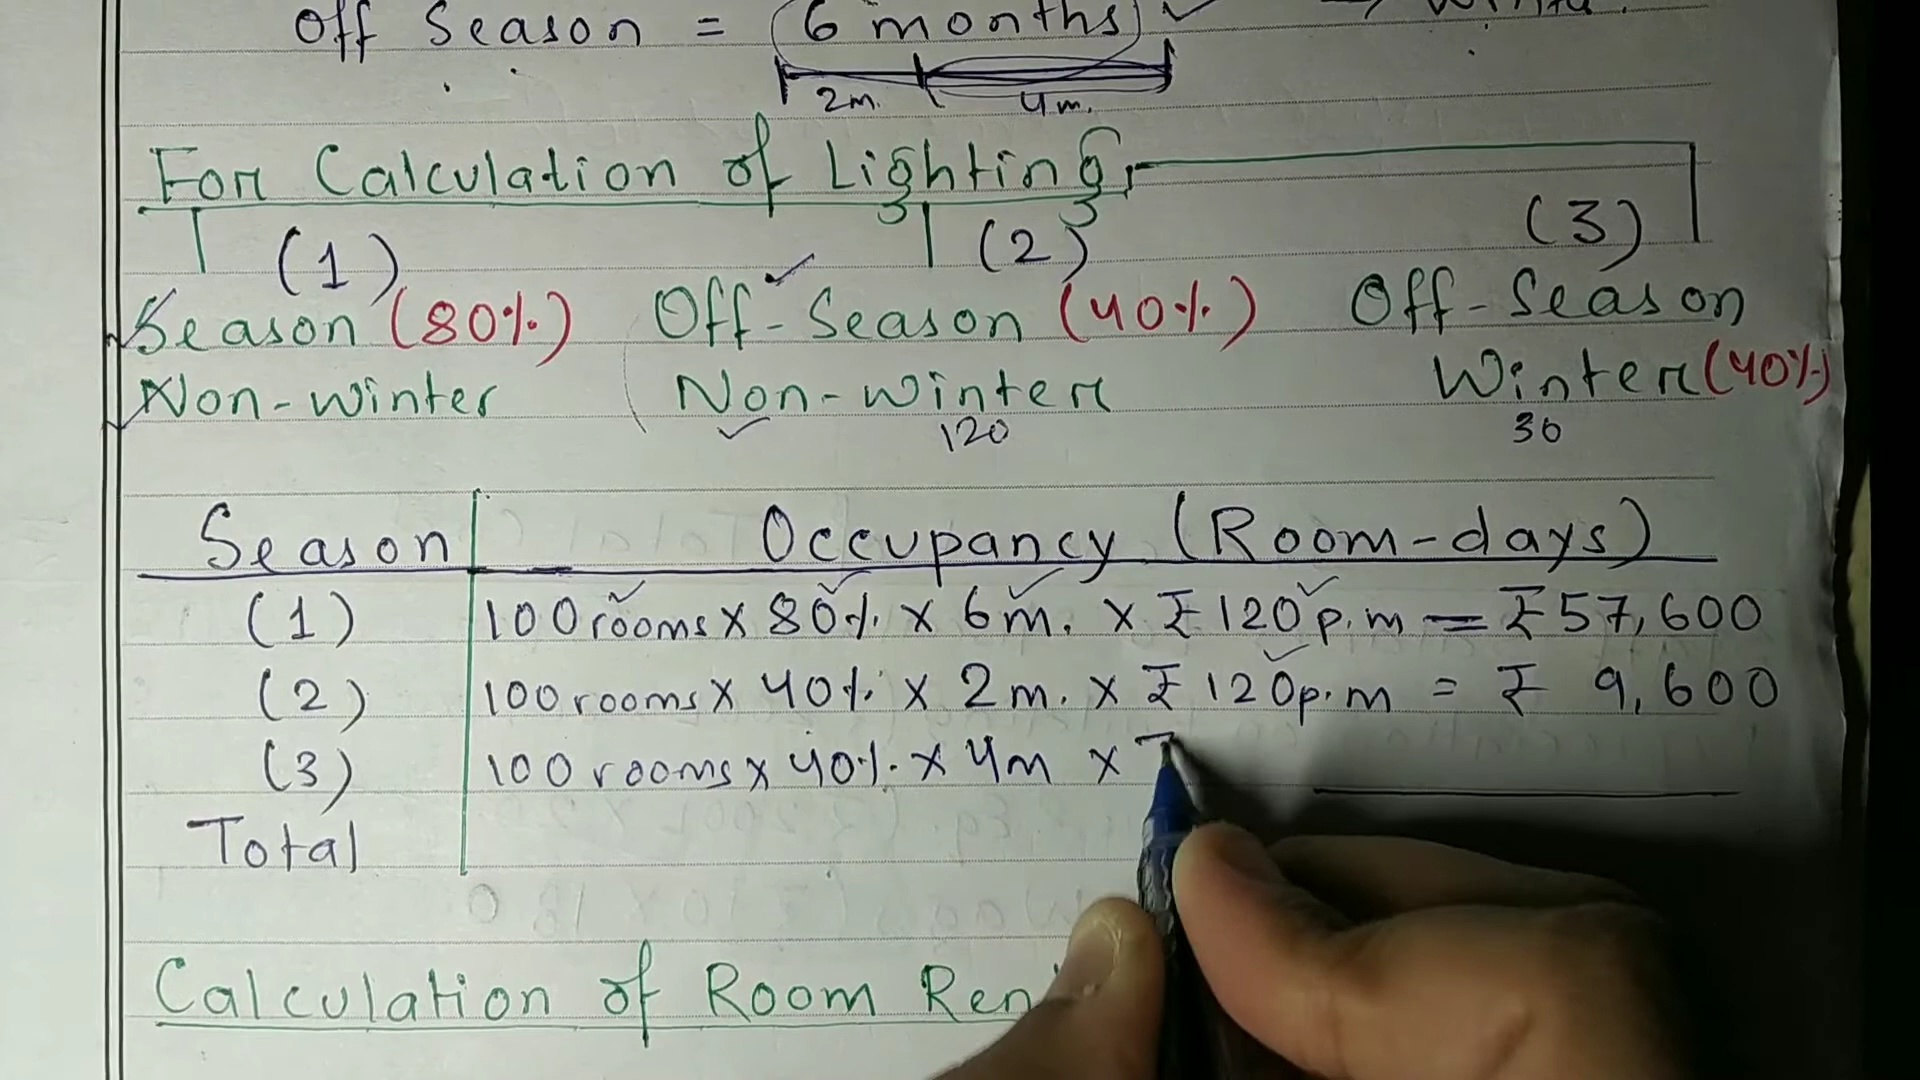 Off Season = (6 months)
2m. 4m.
For Calculation of Lighting
(1) (2) (3)
Season (80%) Off-Season (40%) Off-Season
Non-winter Non-winter Winter (40%)
120 30
Season Occupancy (Room-days)
(1) 100 rooms x 80% x 6m. x ₹ 120 p.m = ₹ 57,600
(2) 100 rooms x 40% x 2m. x ₹ 120 p.m = ₹ 9,600
(3) 100 rooms x 40% x 4m x
Total
Calculation of Room